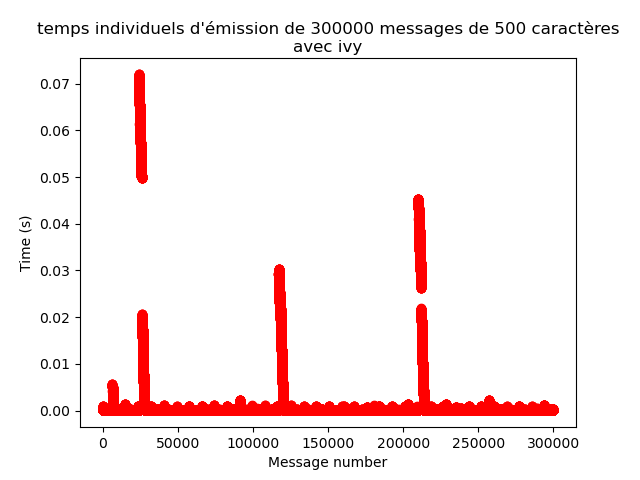 temps individuels d'émission de 300000 messages de 500 caractères
avec ivy
0.07
0.06
0.05
0.04
0.03
0.02
0.01
0.00
Time (s)
0 50000 100000 150000 200000 250000 300000
Message number